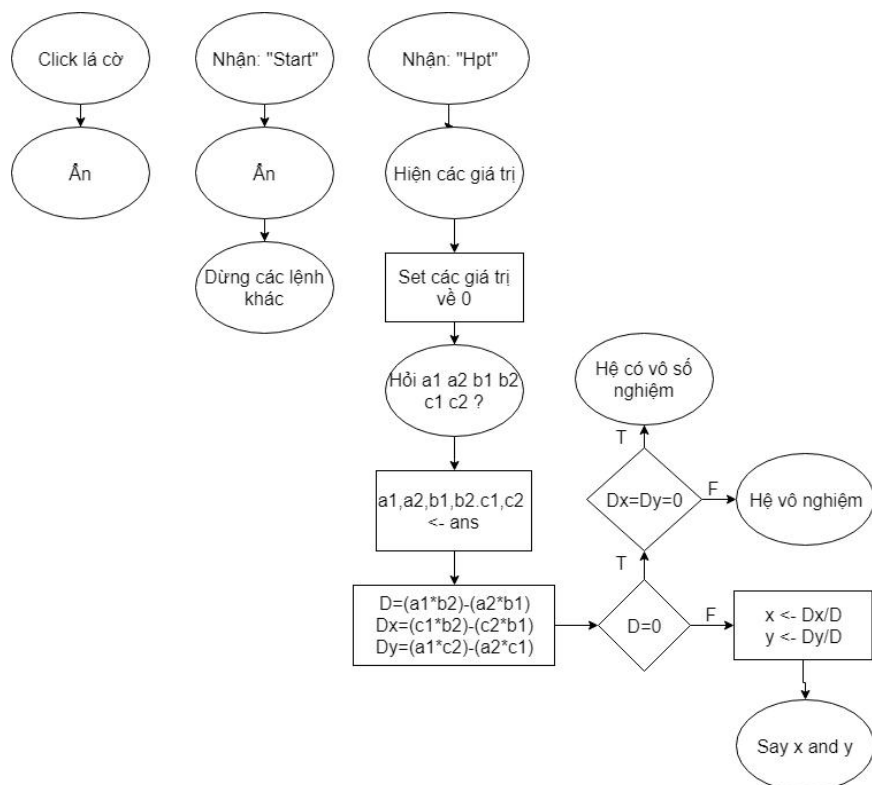 Click lá cờ
Nhận: "Start"
Nhận: "Hpt"
Ẩn
Ẩn
Hiện các giá trị
Dừng các lệnh
khác
Set các giá trị
về 0
Hỏi a1 a2 b1 b2
c1 c2 ?
Hệ có vô số
nghiệm
T
a1,a2,b1,b2.c1,c2
<- ans
Dx=Dy=0
F
Hệ vô nghiệm
T
D=(a1*b2)-(a2*b1)
Dx=(c1*b2)-(c2*b1)
Dy=(a1*c2)-(a2*c1)
D=0
F
x <- Dx/D
y <- Dy/D
Say x and y